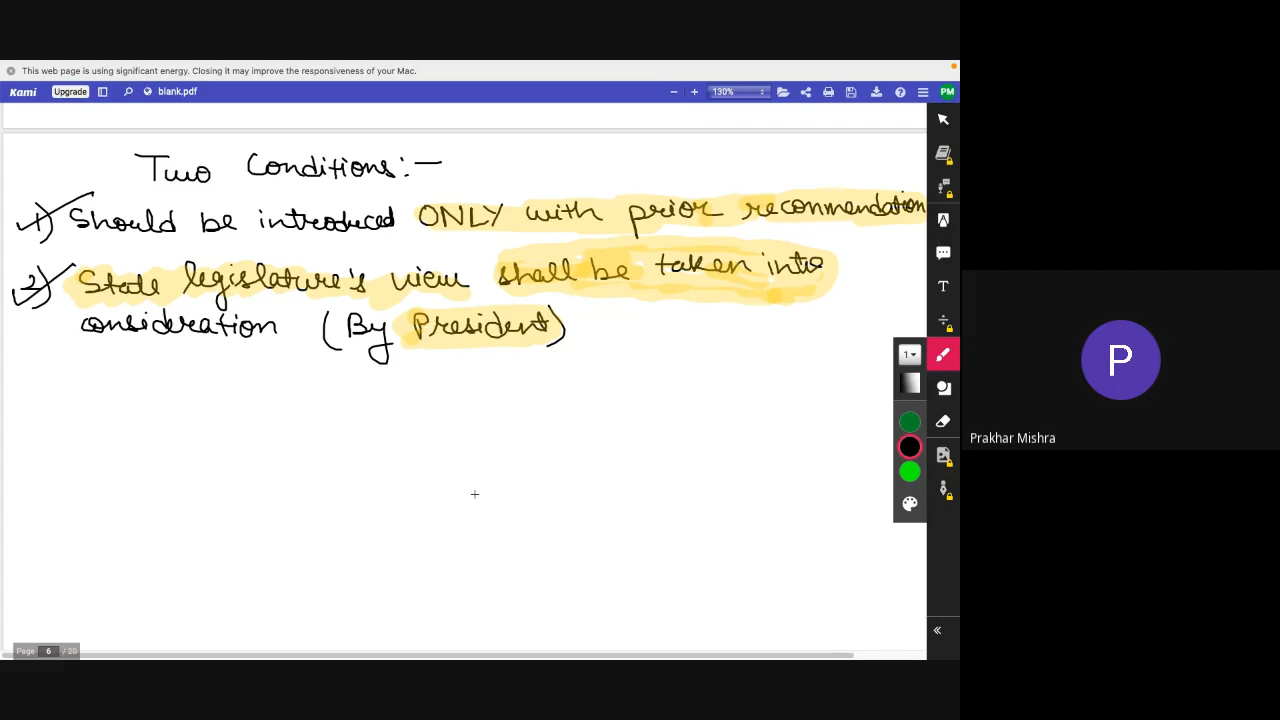 This web page is using significant energy. Closing it may improve the responsiveness of your Mac.
Kami Upgrade blank.pdf 130% PM
Two Conditions:-
1) Should be introduced ONLY with prior recommendation
2) State legislature's view shall be taken into
consideration (By President)
1
T
P
Prakhar Mishra
Page 6 / 20